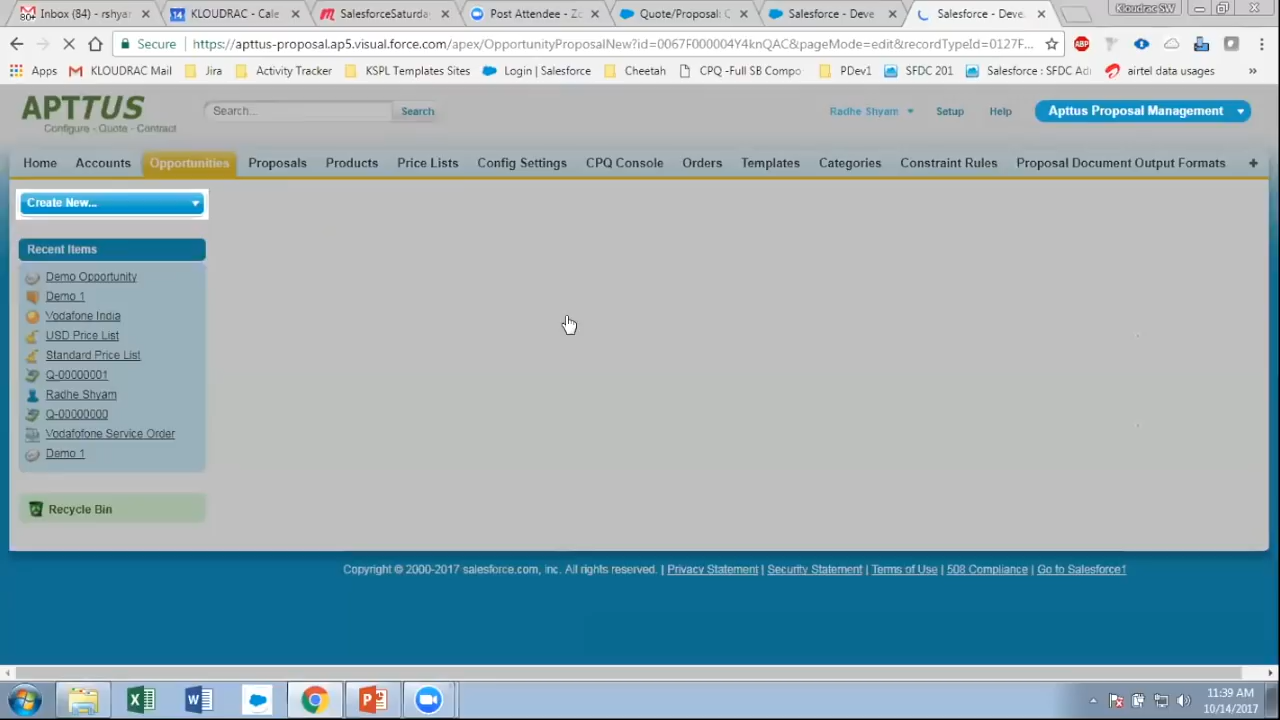 Inbox (84) - rshyar
KLOUDRAC - Cale
SalesforceSaturda
Post Attendee - Zo
Quote/Proposal: C
Salesforce - Deve
Salesforce - Deve
Kloudrac SW
Secure
https://apttus-proposal.ap5.visual.force.com/apex/OpportunityProposalNew?id=0067F000004Y4knQAC&pageMode=edit&recordTypeId=0127F...
ABP
Apps
KLOUDRAC Mail
Jira
Activity Tracker
KSPL Templates Sites
Login | Salesforce
Cheetah
CPQ -Full SB Compo
PDev1
SFDC 201
Salesforce : SFDC Adi
airtel data usages
»
APTTUS
Configure - Quote - Contract
Search...
Search
Radhe Shyam
Setup
Help
Apttus Proposal Management
Home
Accounts
Opportunities
Proposals
Products
Price Lists
Config Settings
CPQ Console
Orders
Templates
Categories
Constraint Rules
Proposal Document Output Formats
+
Create New...
Recent Items
Demo Opportunity
Demo 1
Vodafone India
USD Price List
Standard Price List
Q-00000001
Radhe Shyam
Q-00000000
Vodafofone Service Order
Demo 1
Recycle Bin
Copyright © 2000-2017 salesforce.com, inc. All rights reserved. | Privacy Statement | Security Statement | Terms of Use | 508 Compliance | Go to Salesforce1
11:39 AM
10/14/2017